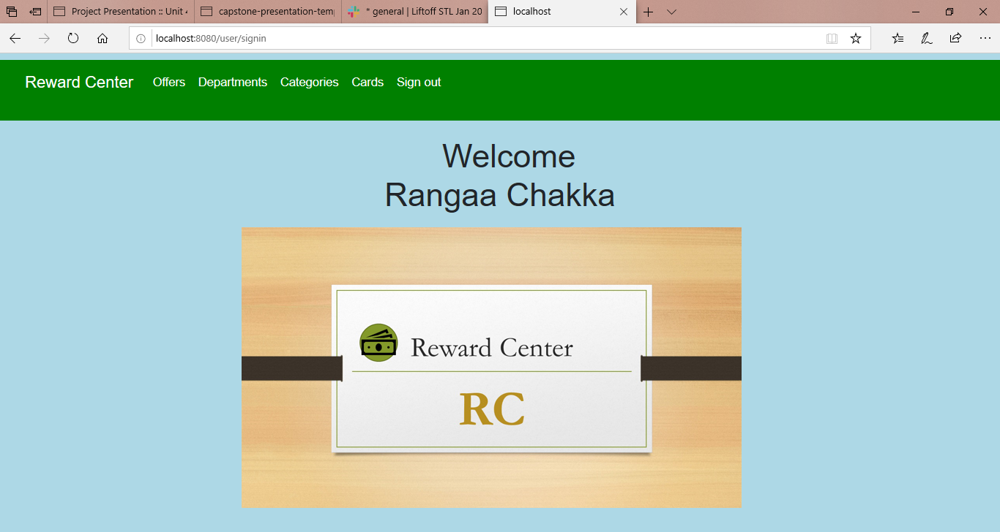 Project Presentation :: Unit
capstone-presentation-temp
* general | Liftoff STL Jan 20
localhost
localhost:8080/user/signin
Reward Center Offers Departments Categories Cards Sign out
Welcome
Rangaa Chakka
Reward Center
RC